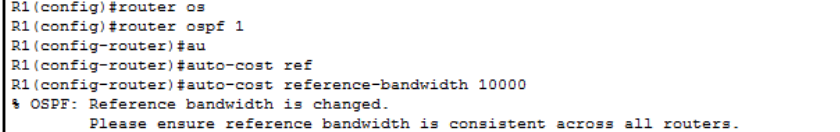 R1(config)#router os
R1(config)#router ospf 1
R1(config-router)#au
R1(config-router)#auto-cost ref
R1(config-router)#auto-cost reference-bandwidth 10000
% OSPF: Reference bandwidth is changed.
        Please ensure reference bandwidth is consistent across all routers.